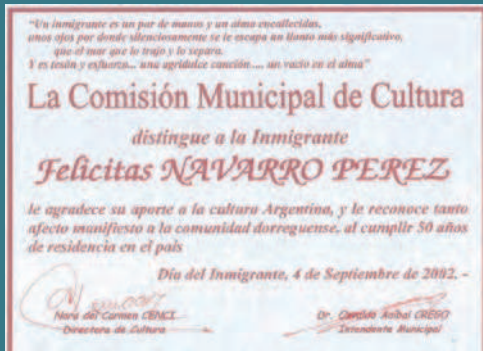 "Un inmigrante es un par de manos y un alma encallecidas,
unos ojos por donde silenciosamente se le escapa un llanto más significativo,
que el mar que lo trajo y lo separa.
Y es tesón y esfuerzo... una agridulce canción.... un vacío en el alma"
La Comisión Municipal de Cultura
distingue a la Inmigrante
Felicitas NAVARRO PEREZ
le agradece su aporte a la cultura Argentina, y le reconoce tanto
afecto manifiesto a la comunidad dorreguense, al cumplir 50 años
de residencia en el país
Día del Inmigrante, 4 de Septiembre de 2002. -
Nora del Carmen CENCI
Directora de Cultura
Dr. Osvaldo Aníbal CREGO
Intendente Municipal